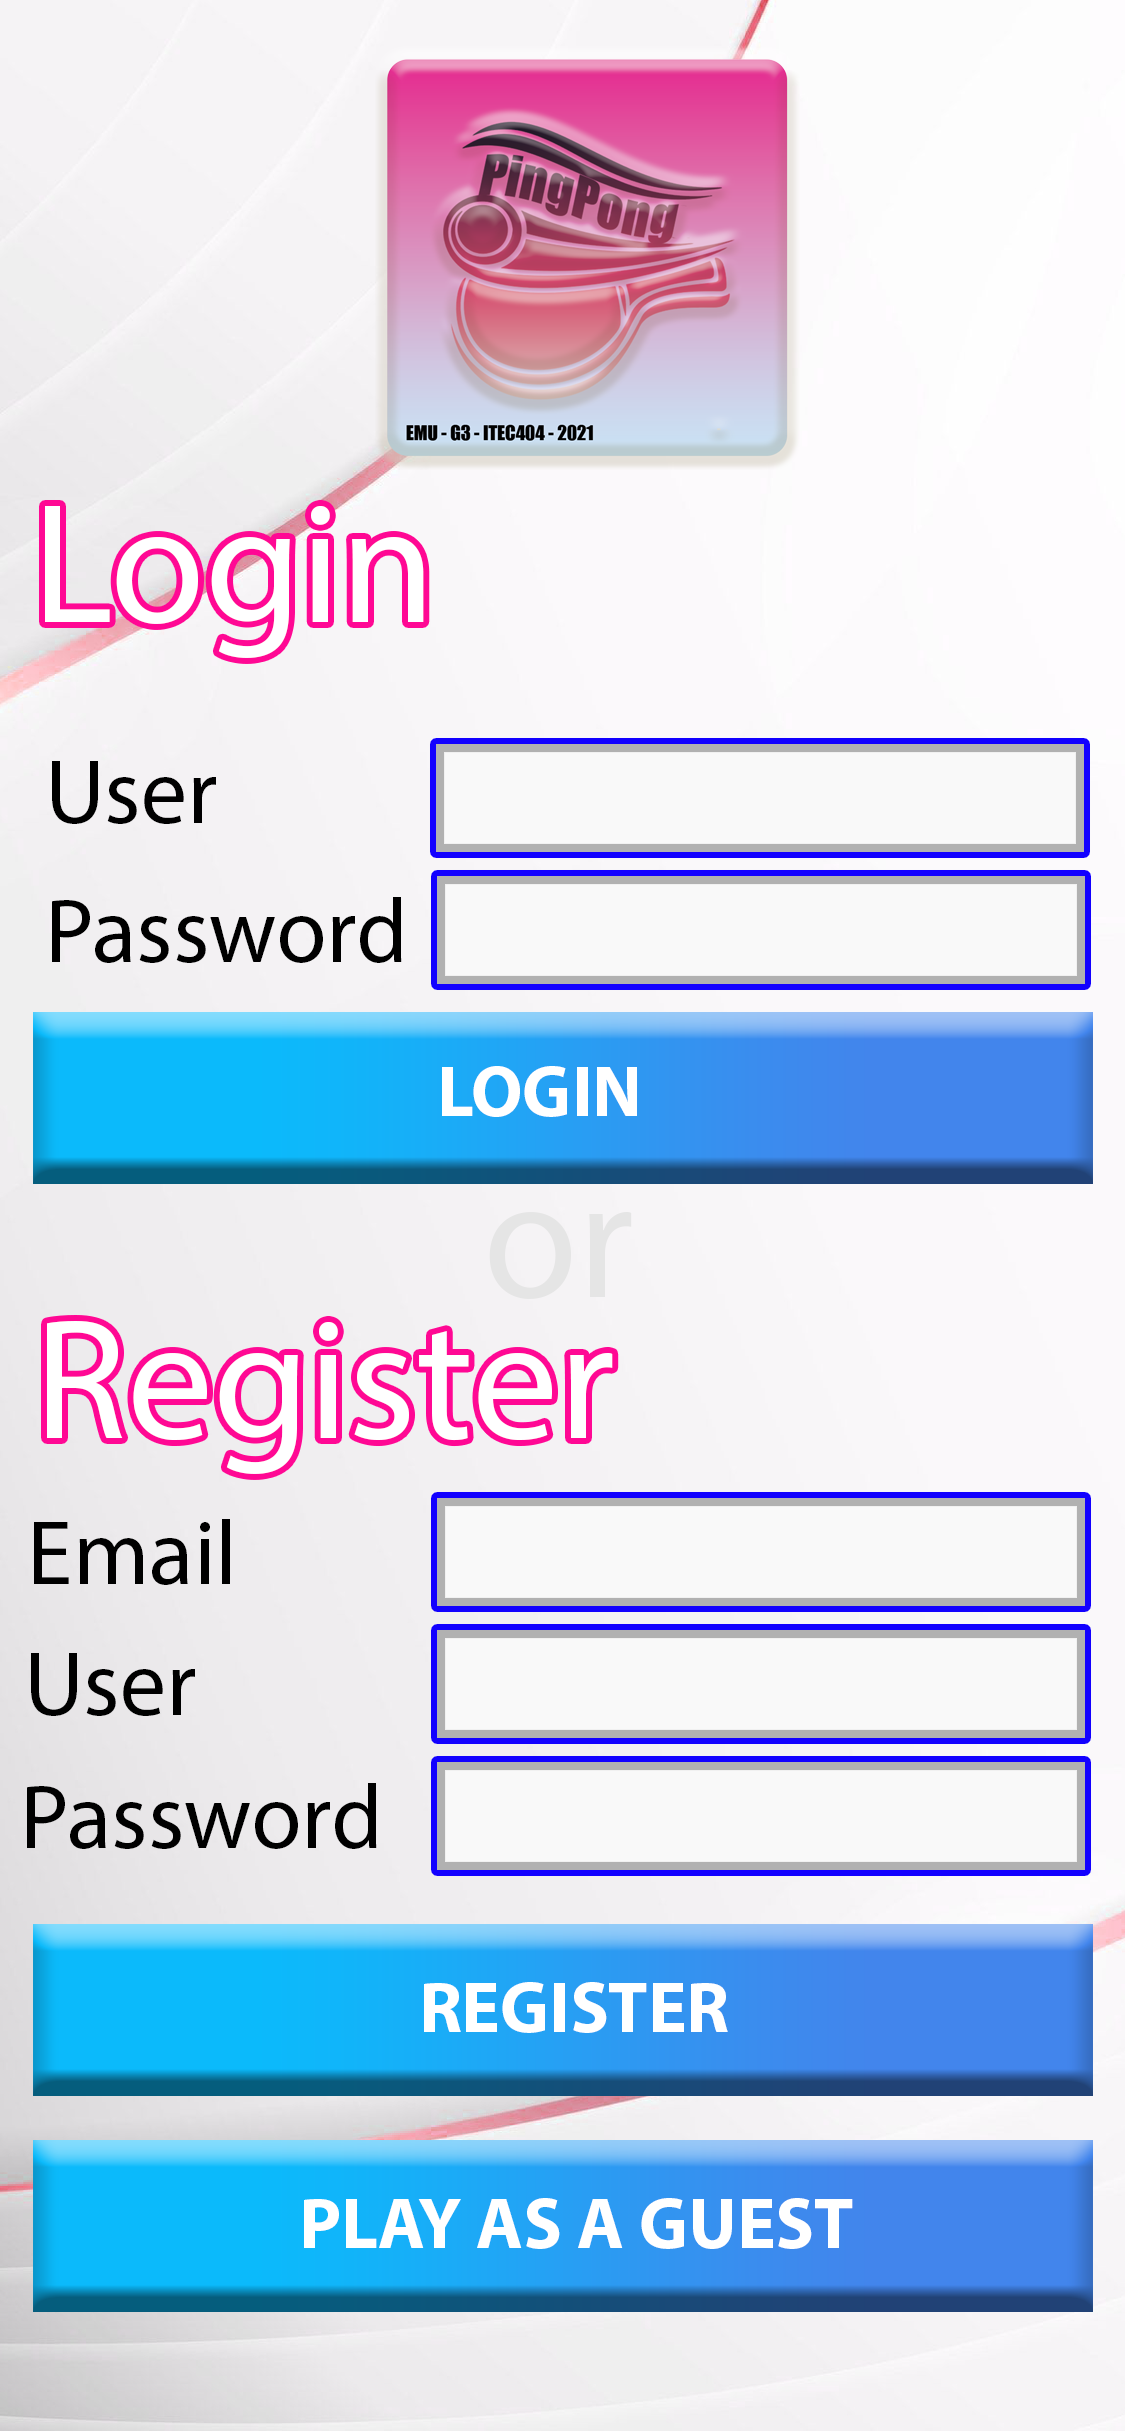 PingPong
EMU - G3 - ITEC404 - 2021
Login
User
Password
LOGIN
or
Register
Email
User
Password
REGISTER
PLAY AS A GUEST